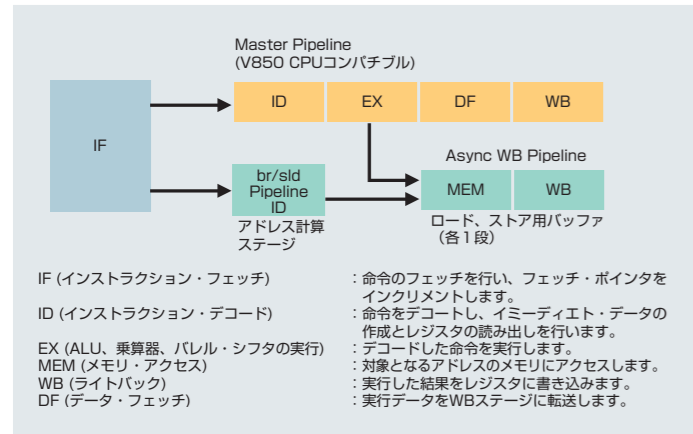 Master Pipeline
(V850 CPUコンパチブル)
IF
ID
EX
DF
WB
Async WB Pipeline
br/sld
Pipeline
ID
MEM
WB
アドレス計算
ステージ
ロード、ストア用バッファ
(各1段)
IF (インストラクション・フェッチ)
:命令のフェッチを行い、フェッチ・ポインタを
インクリメントします。
ID (インストラクション・デコード)
:命令をデコートし、イミーディエト・データの
作成とレジスタの読み出しを行います。
EX (ALU、乗算器、バレル・シフタの実行)
:デコードした命令を実行します。
MEM (メモリ・アクセス)
:対象となるアドレスのメモリにアクセスします。
WB (ライトバック)
:実行した結果をレジスタに書き込みます。
DF (データ・フェッチ)
:実行データをWBステージに転送します。